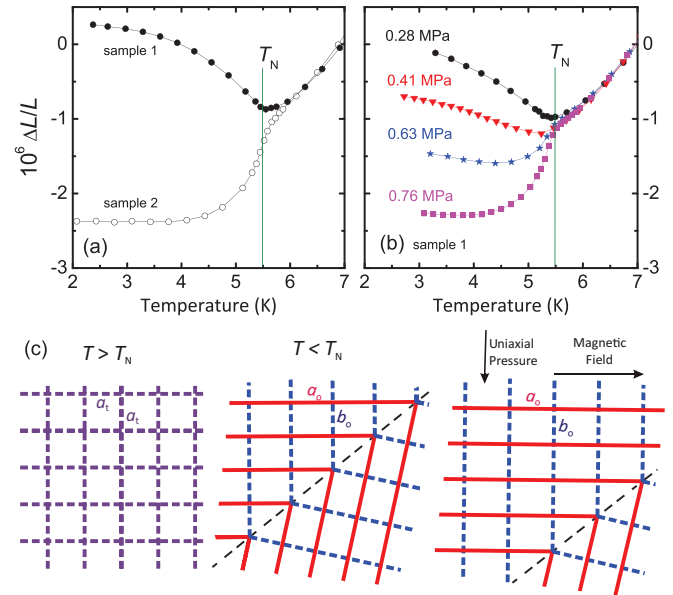 sample 1
T_N
sample 2
(a)
10^6 ΔL/L
2 3 4 5 6 7
Temperature (K)
0
-1
-2
-3
0.28 MPa
T_N
0.41 MPa
0.63 MPa
0.76 MPa
(b)
sample 1
2 3 4 5 6 7
Temperature (K)
0
-1
-2
-3
(c)
T > T_N
a_t
a_t
T < T_N
a_o
b_o
Uniaxial
Pressure
Magnetic
Field
a_o
b_o